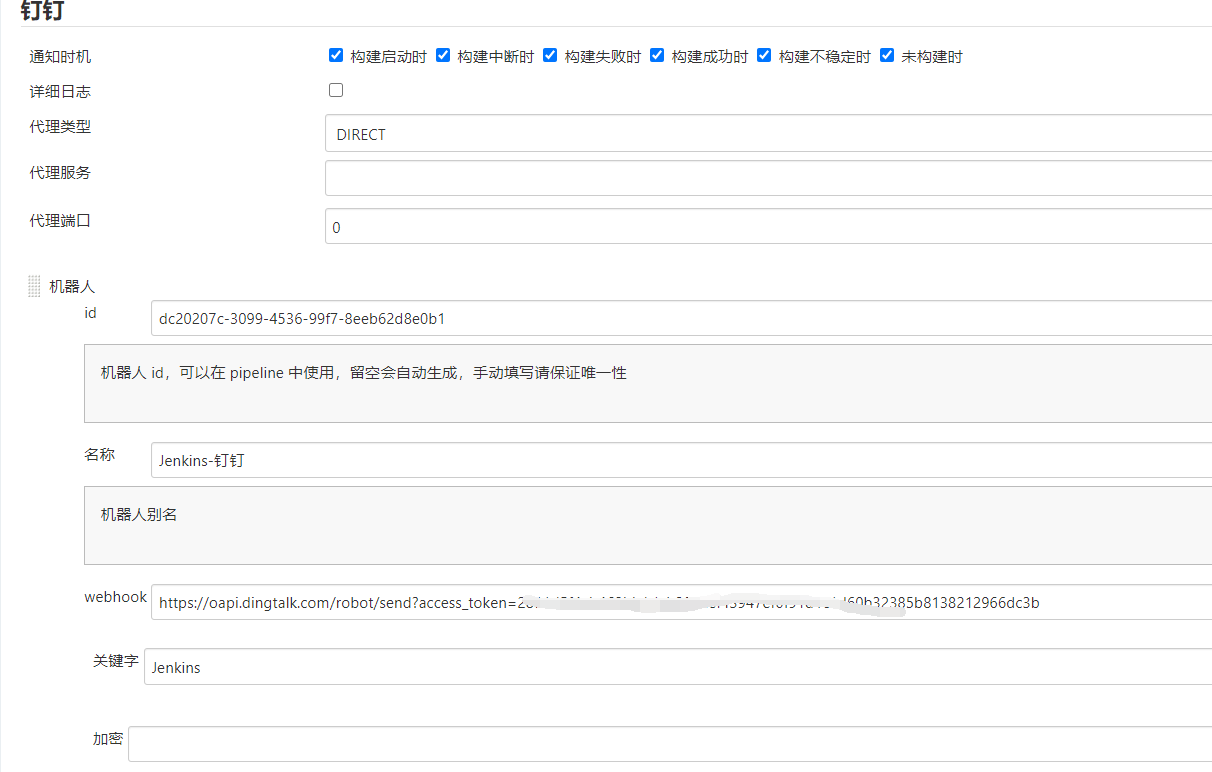 钉钉
通知时机 构建启动时 构建中断时 构建失败时 构建成功时 构建不稳定时 未构建时
详细日志
代理类型 DIRECT
代理服务
代理端口 0
机器人
id dc20207c-3099-4536-99f7-8eeb62d8e0b1
机器人 id，可以在 pipeline 中使用，留空会自动生成，手动填写请保证唯一性
名称 Jenkins-钉钉
机器人别名
webhook https://oapi.dingtalk.com/robot/send?access_token=
关键字 Jenkins
加密